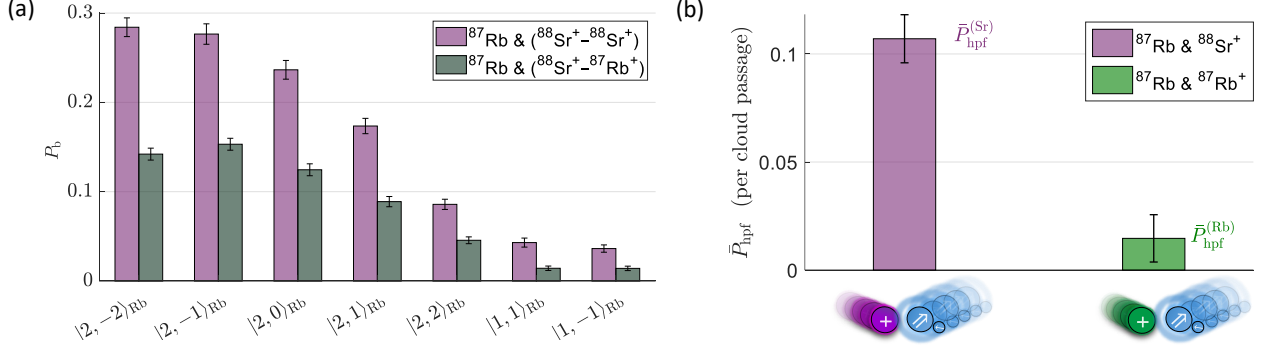 (a)
0.3
0.2
0.1
0
P_b
⁸⁷Rb & (⁸⁸Sr⁺–⁸⁸Sr⁺)
⁸⁷Rb & (⁸⁸Sr⁺–⁸⁷Rb⁺)
|2, −2⟩_Rb
|2, −1⟩_Rb
|2, 0⟩_Rb
|2, 1⟩_Rb
|2, 2⟩_Rb
|1, 1⟩_Rb
|1, −1⟩_Rb
(b)
0.1
0.05
0
P̄_hpf (per cloud passage)
P̄_hpf^(Sr)
P̄_hpf^(Rb)
⁸⁷Rb & ⁸⁸Sr⁺
⁸⁷Rb & ⁸⁷Rb⁺
+
+